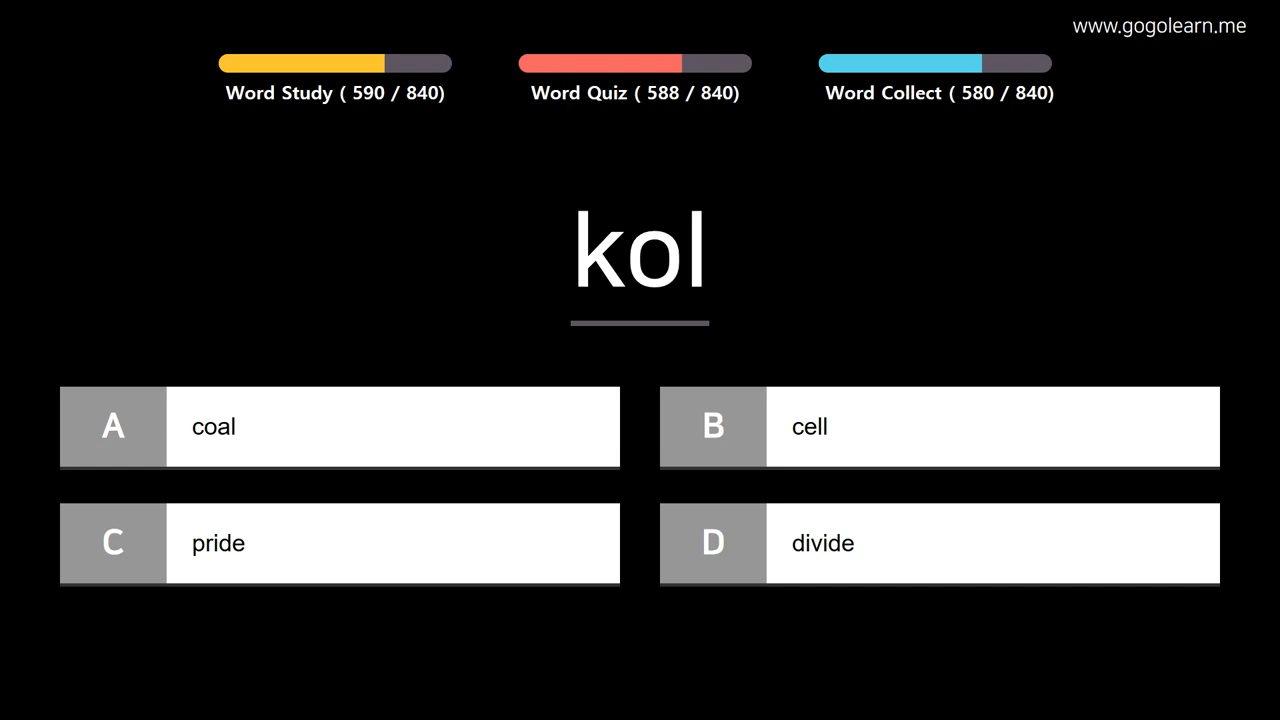 www.gogolearn.me
Word Study ( 590 / 840)
Word Quiz ( 588 / 840)
Word Collect ( 580 / 840)
kol
A coal
B cell
C pride
D divide